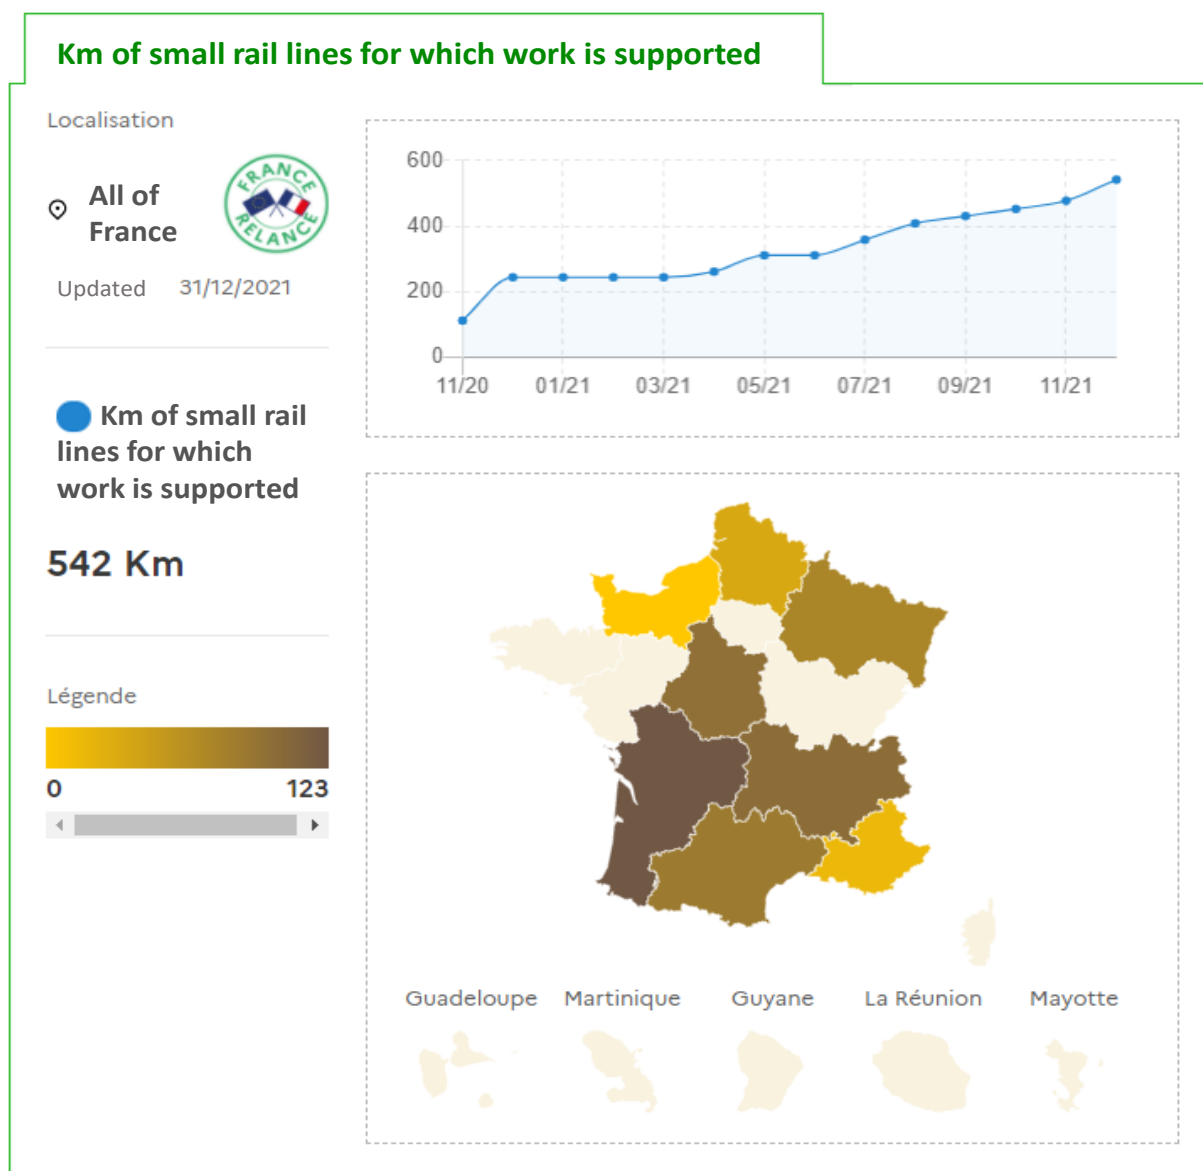 Km of small rail lines for which work is supported
Localisation
All of
France
FRANCE
RELANCE
Updated 31/12/2021
Km of small rail
lines for which
work is supported
542 Km
Légende
0 123
600
400
200
0
11/20 01/21 03/21 05/21 07/21 09/21 11/21
Guadeloupe Martinique Guyane La Réunion Mayotte